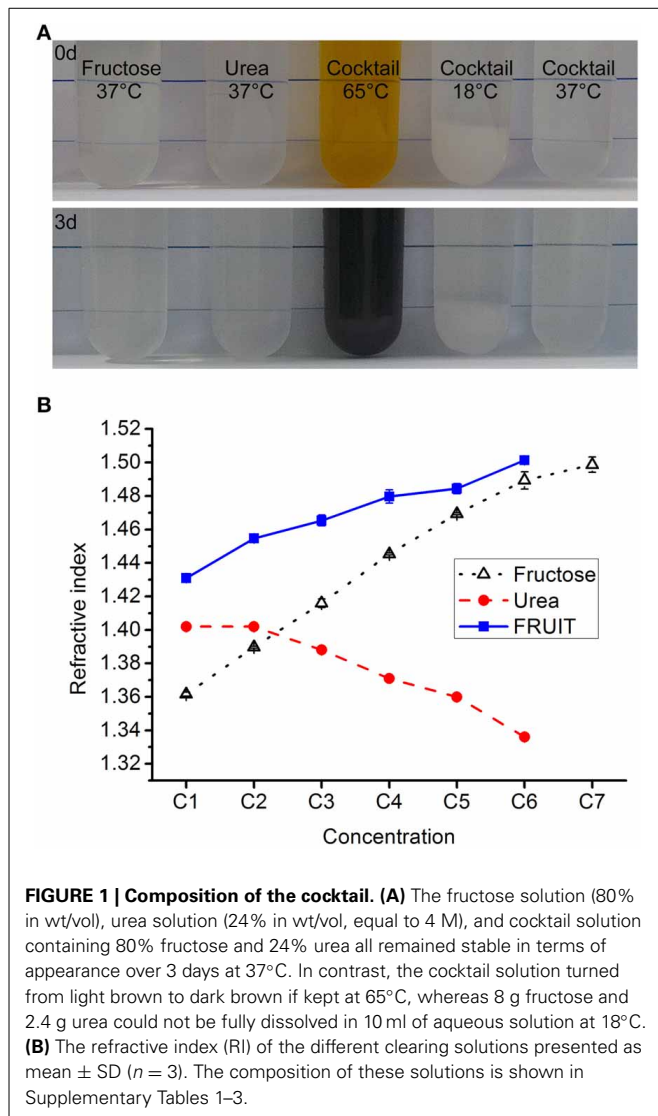 A
0d
Fructose Urea Cocktail Cocktail Cocktail
37°C 37°C 65°C 18°C 37°C
3d
B
1.52
1.50
1.48
1.46
1.44
1.42
1.40
1.38
1.36
1.34
1.32
Refractive index
Fructose
Urea
FRUIT
C1 C2 C3 C4 C5 C6 C7
Concentration
FIGURE 1 | Composition of the cocktail. (A) The fructose solution (80%
in wt/vol), urea solution (24% in wt/vol, equal to 4 M), and cocktail solution
containing 80% fructose and 24% urea all remained stable in terms of
appearance over 3 days at 37°C. In contrast, the cocktail solution turned
from light brown to dark brown if kept at 65°C, whereas 8 g fructose and
2.4 g urea could not be fully dissolved in 10 ml of aqueous solution at 18°C.
(B) The refractive index (RI) of the different clearing solutions presented as
mean ± SD (n = 3). The composition of these solutions is shown in
Supplementary Tables 1–3.